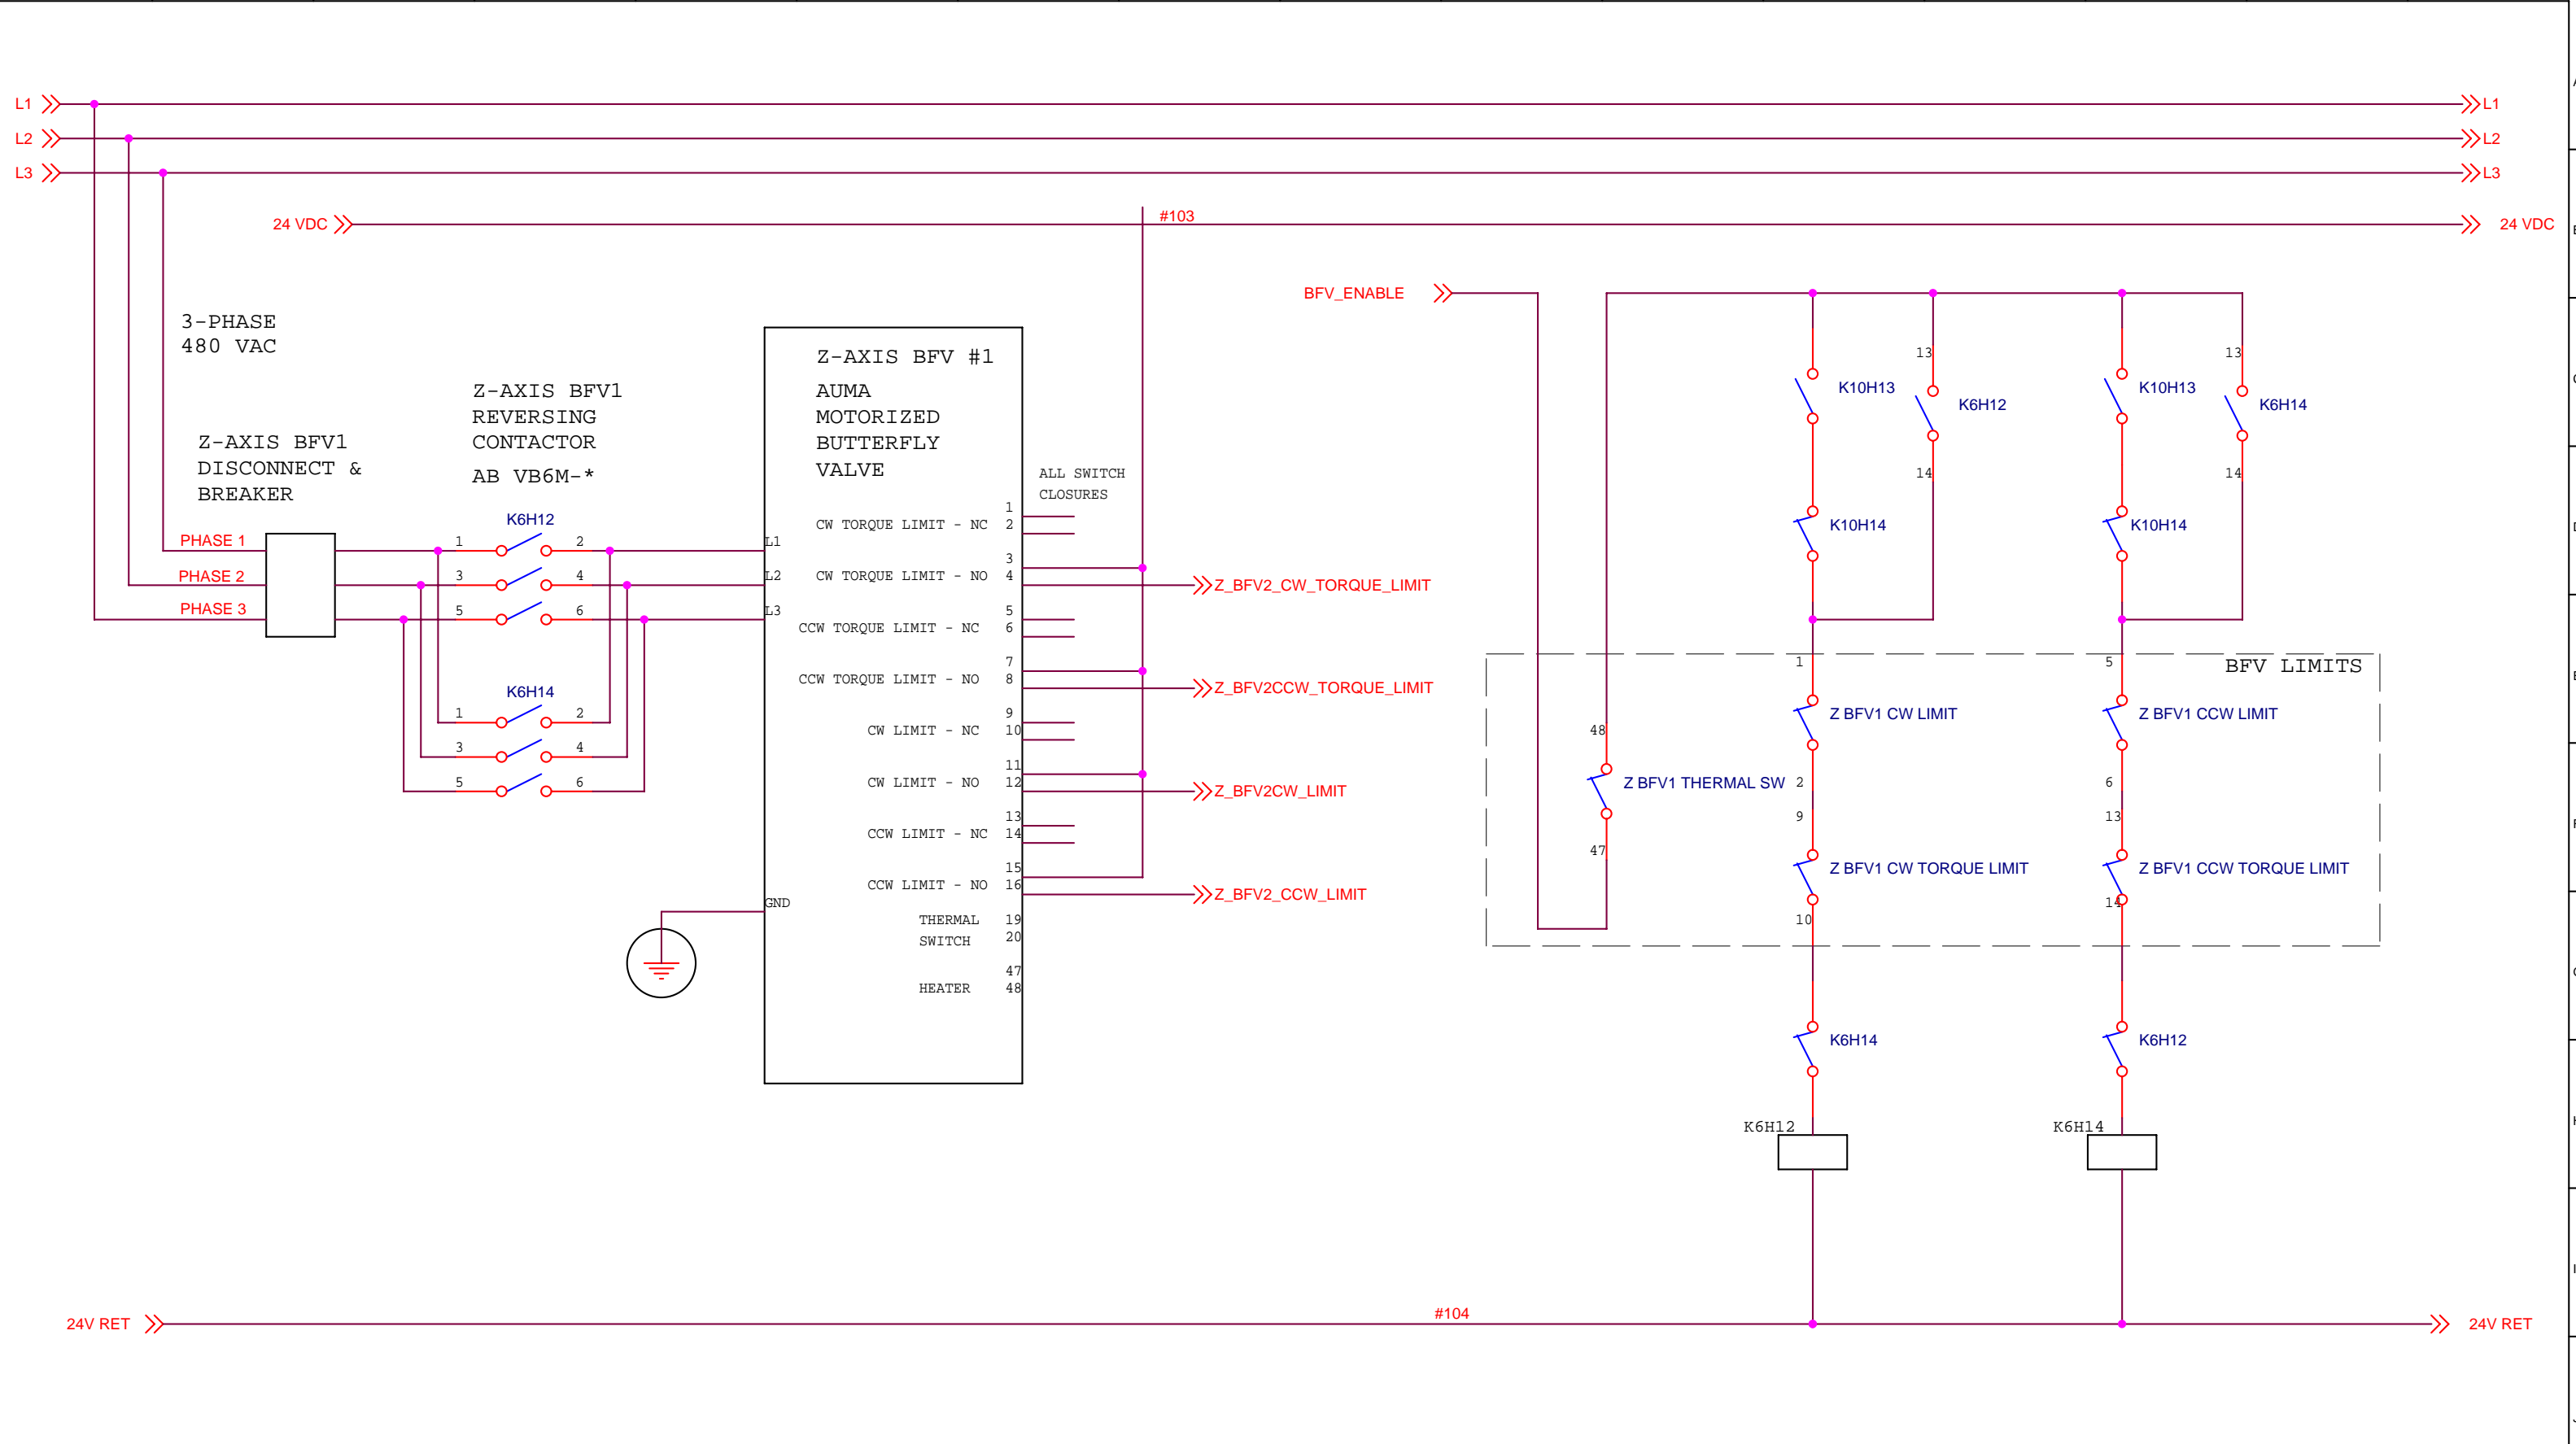 L1
L1
L2
L2
L3
L3
#103
24 VDC
24 VDC
BFV_ENABLE
3-PHASE
480 VAC
Z-AXIS BFV1
DISCONNECT &
BREAKER
PHASE 1
PHASE 2
PHASE 3
Z-AXIS BFV1
REVERSING
CONTACTOR
AB VB6M-*
K6H12
1
2
3
4
5
6
K6H14
1
2
3
4
5
6
Z-AXIS BFV #1
AUMA
MOTORIZED
BUTTERFLY
VALVE
L1
L2
L3
GND
ALL SWITCH
CLOSURES
1
CW TORQUE LIMIT - NC 2
3
CW TORQUE LIMIT - NO 4
Z_BFV2_CW_TORQUE_LIMIT
5
CCW TORQUE LIMIT - NC 6
7
CCW TORQUE LIMIT - NO 8
Z_BFV2CCW_TORQUE_LIMIT
9
CW LIMIT - NC 10
11
CW LIMIT - NO 12
Z_BFV2CW_LIMIT
13
CCW LIMIT - NC 14
15
CCW LIMIT - NO 16
Z_BFV2_CCW_LIMIT
THERMAL 19
SWITCH 20
47
HEATER 48
K10H13
13
K6H12
14
K10H14
K10H13
13
K6H14
14
K10H14
BFV LIMITS
48
Z BFV1 THERMAL SW
47
1
Z BFV1 CW LIMIT
2
9
Z BFV1 CW TORQUE LIMIT
10
5
Z BFV1 CCW LIMIT
6
13
Z BFV1 CCW TORQUE LIMIT
14
K6H14
K6H12
K6H12
K6H14
24V RET
#104
24V RET